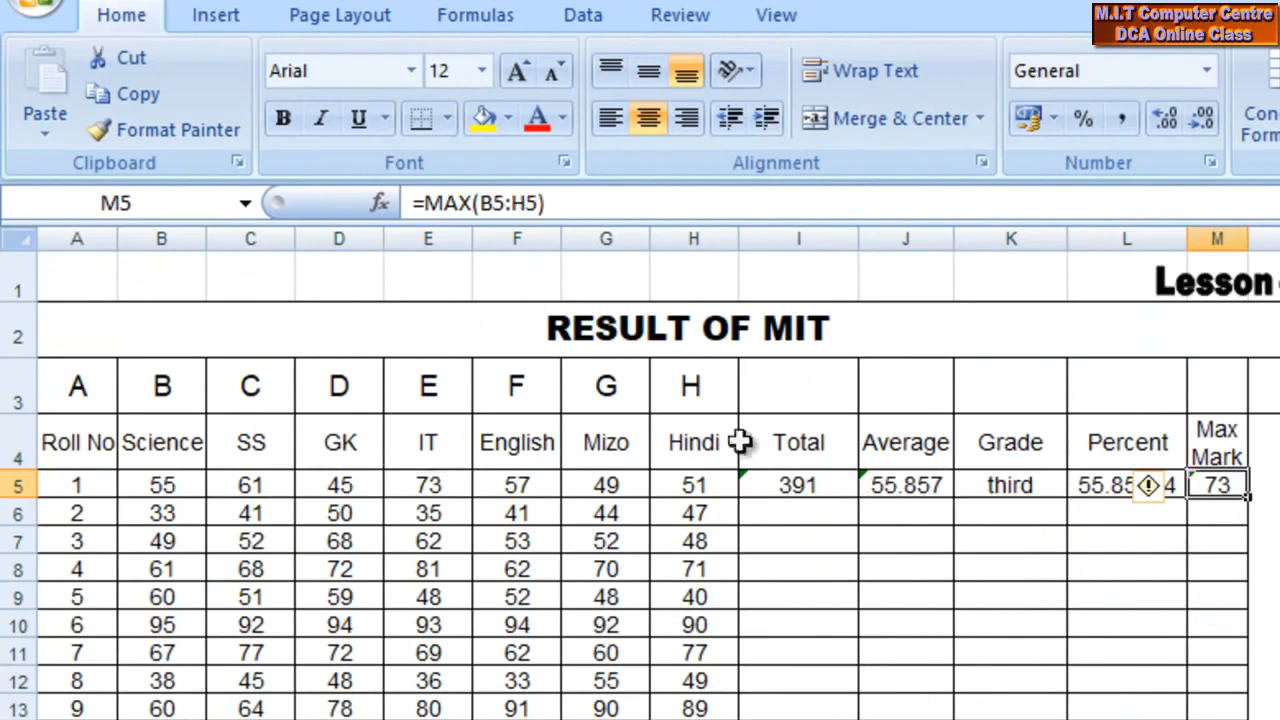 Home Insert Page Layout Formulas Data Review View
M.I.T Computer Centre
DCA Online Class
Paste
Cut
Copy
Format Painter
Clipboard
Arial 12
B I U A
Font
Wrap Text
Merge & Center
Alignment
General
% ,
Number
M5 fx =MAX(B5:H5)
A B C D E F G H I J K L M
1 Lesson
2 RESULT OF MIT
3 A B C D E F G H
4 Roll No Science SS GK IT English Mizo Hindi Total Average Grade Percent Max Mark
5 1 55 61 45 73 57 49 51 391 55.857 third 73
6 2 33 41 50 35 41 44 47
7 3 49 52 68 62 53 52 48
8 4 61 68 72 81 62 70 71
9 5 60 51 59 48 52 48 40
10 6 95 92 94 93 94 92 90
11 7 67 77 72 69 62 60 77
12 8 38 45 48 36 33 55 49
13 9 60 64 78 80 91 90 89